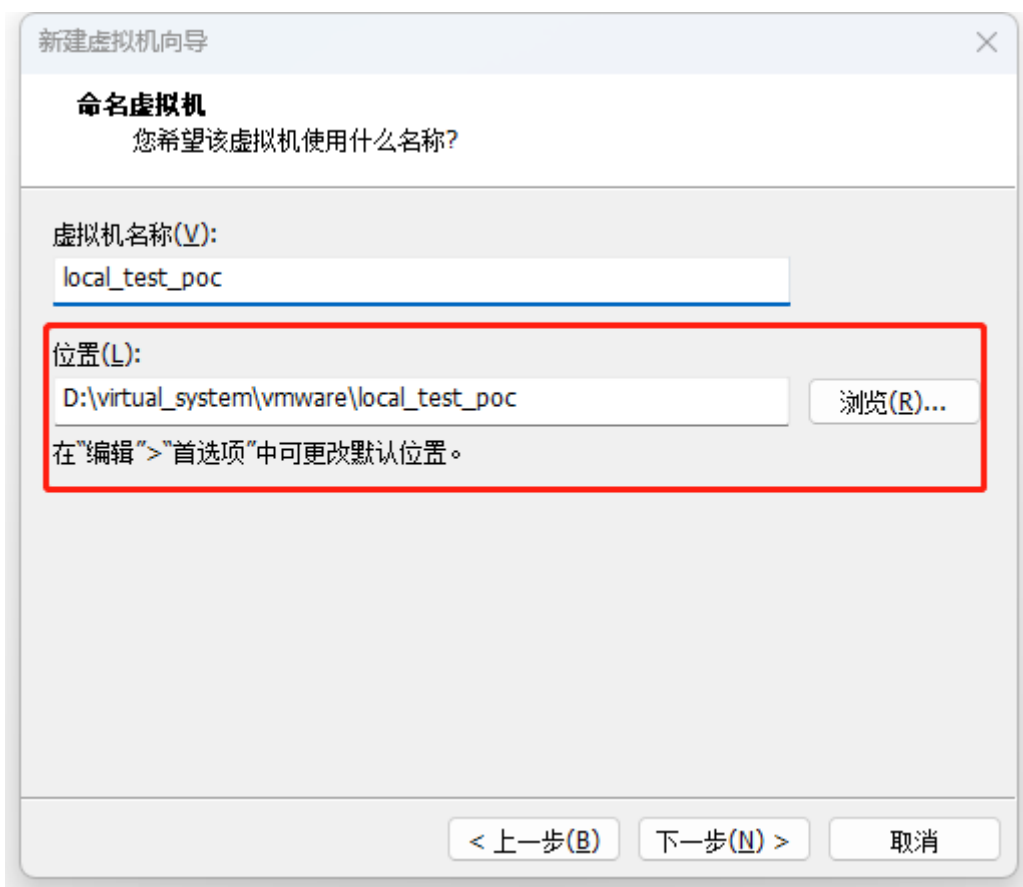 新建虚拟机向导
命名虚拟机
您希望该虚拟机使用什么名称?
虚拟机名称(V):
local_test_poc
位置(L):
D:\virtual_system\vmware\local_test_poc
浏览(R)...
在"编辑">"首选项"中可更改默认位置。
< 上一步(B)
下一步(N) >
取消